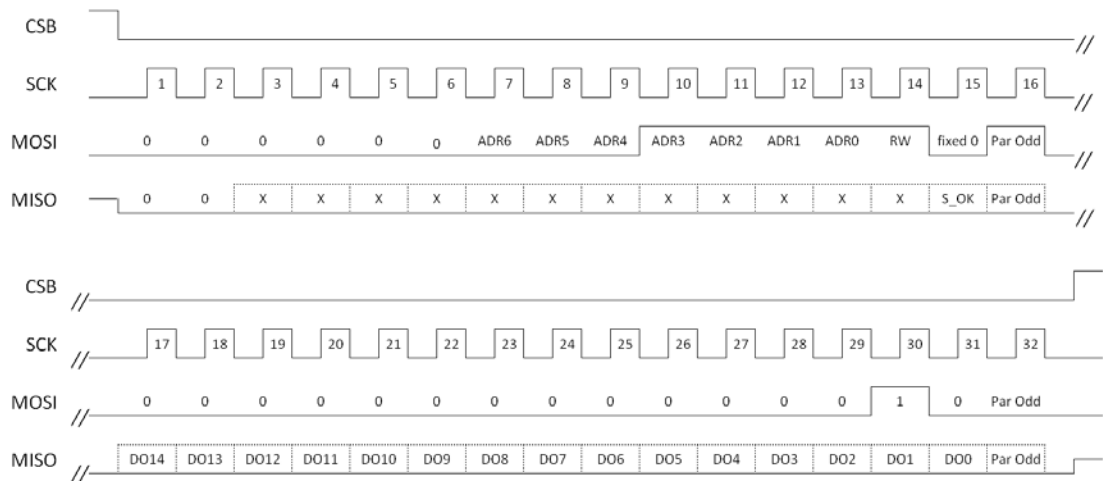 CSB
//
SCK 1 2 3 4 5 6 7 8 9 10 11 12 13 14 15 16
//
MOSI 0 0 0 0 0 0 ADR6 ADR5 ADR4 ADR3 ADR2 ADR1 ADR0 RW fixed 0 Par Odd
//
MISO 0 0 X X X X X X X X X X X X S_OK Par Odd
//
CSB
//
SCK 17 18 19 20 21 22 23 24 25 26 27 28 29 30 31 32
//
MOSI 0 0 0 0 0 0 0 0 0 0 0 0 0 1 0 Par Odd
//
MISO DO14 DO13 DO12 DO11 DO10 DO9 DO8 DO7 DO6 DO5 DO4 DO3 DO2 DO1 DO0 Par Odd
//